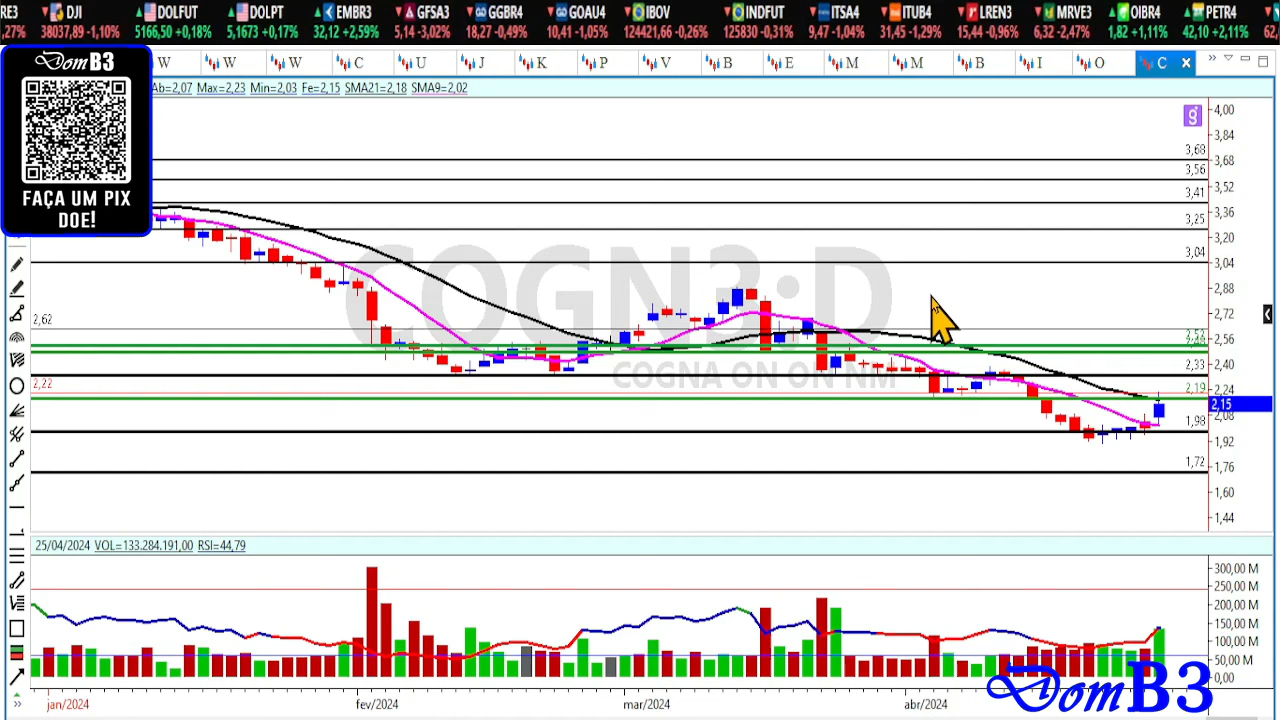 RE3 DJI DOLFUT DOLPT EMBR3 GFSA3 GGBR4 GOAU4 IBOV INDFUT ITSA4 ITUB4 LREN3 MRVE3 OIBR4 PETR4
,27% 38037,89 -1,10% 5166,50 +0,18% 5,1673 +0,17% 32,12 +2,59% 5,14 -3,02% 18,27 -0,49% 10,41 -1,05% 124421,66 -0,26% 125830 -0,31% 9,47 -1,04% 31,45 -1,29% 15,44 -0,96% 6,32 -2,47% 1,82 +1,11% 42,10 +2,11% 62,
DomB3
W W W C U J K P V B E M M B I O C
Ab=2,07 Max=2,23 Min=2,03 Fe=2,15 SMA21=2,18 SMA9=2,02
FAÇA UM PIX
DOE!
COGN3:D
COGNA ON ON NM
g
3,68
3,56
3,41
3,25
3,04
2,62
2,52
2,33
2,22
2,19
1,98
1,72
4,00
3,84
3,68
3,52
3,36
3,20
3,04
2,88
2,72
2,56
2,40
2,24
2,15
2,08
1,92
1,76
1,60
1,44
25/04/2024 VOL=133.284.191,00 RSI=44,79
300,00 M
250,00 M
200,00 M
150,00 M
100,00 M
50,00 M
0,00
DomB3
jan/2024 fev/2024 mar/2024 abr/2024